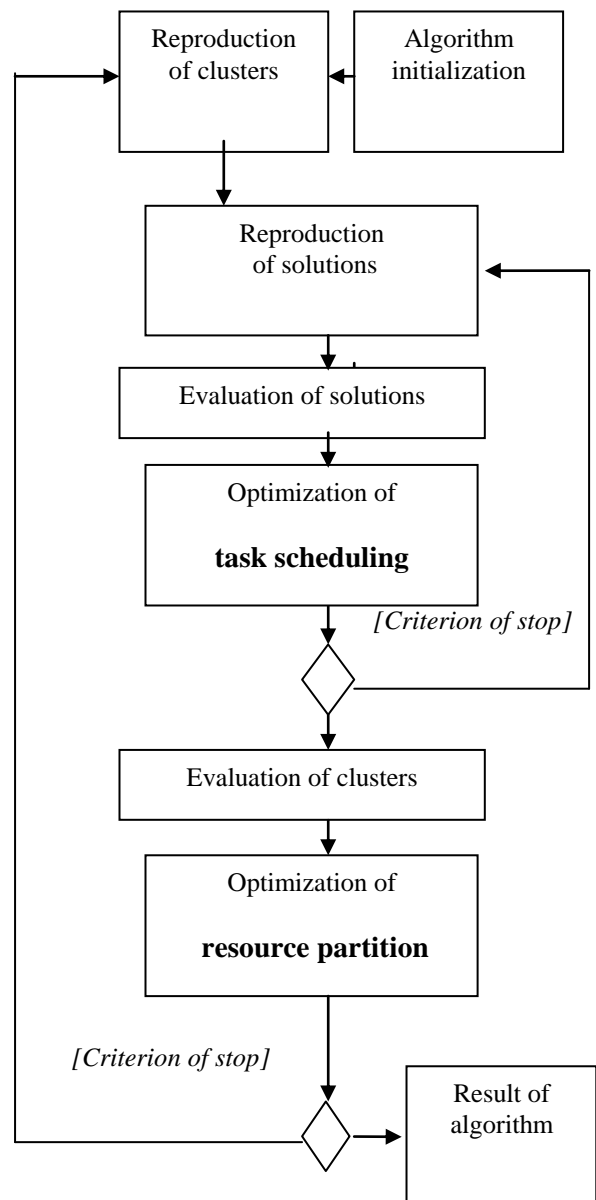 Reproduction
of clusters
Algorithm
initialization
Reproduction
of solutions
Evaluation of solutions
Optimization of
task scheduling
[Criterion of stop]
Evaluation of clusters
Optimization of
resource partition
[Criterion of stop]
Result of
algorithm